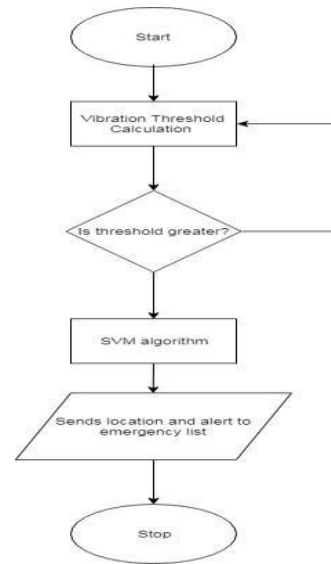 Start
Vibration Threshold
Calculation
Is threshold greater?
SVM algorithm
Sends location and alert to
emergency list
Stop